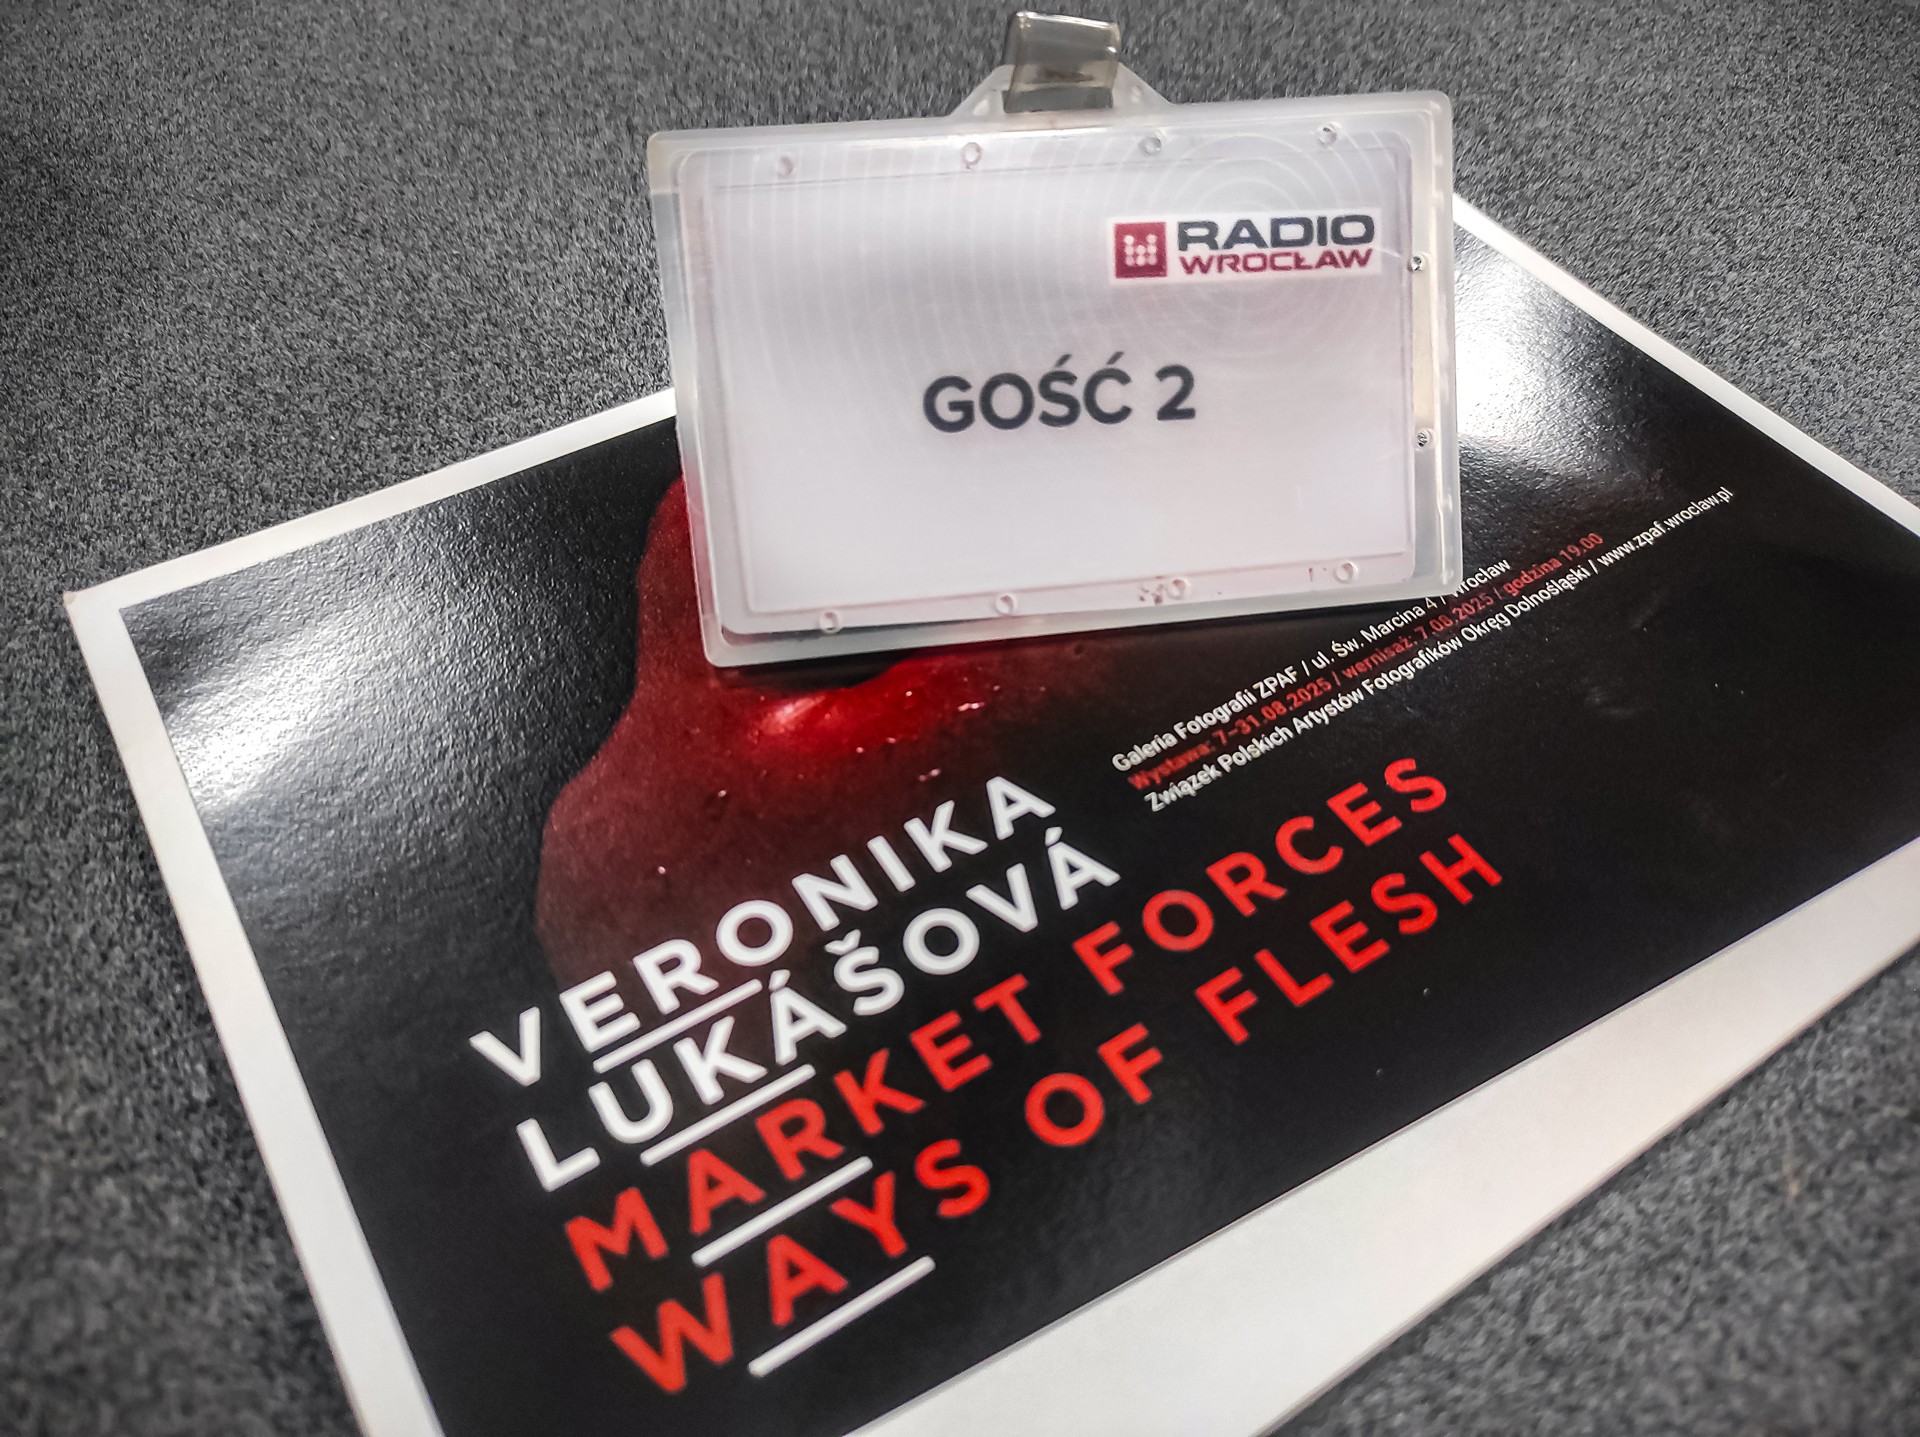 RADIO
WROCŁAW
GOŚĆ 2
Galeria Fotografii ZPAF / ul. Św. Marcina 4 / Wrocław
Wystawa: 7-31.08.2025 / wernisaż: 7.08.2025 / godzina 19.00
Związek Polskich Artystów Fotografików Okręg Dolnośląski / www.zpaf.wroclaw.pl
VERONIKA
LUKÁŠOVÁ
MARKET FORCES
WAYS OF FLESH